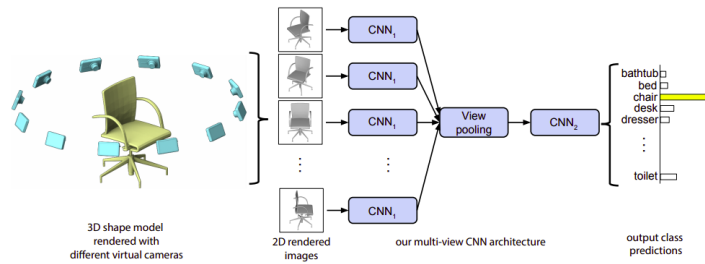 CNN1
CNN1
CNN1
CNN1
View
pooling
CNN2
bathtub
bed
chair
desk
dresser
toilet
3D shape model
rendered with
different virtual cameras
2D rendered
images
our multi-view CNN architecture
output class
predictions